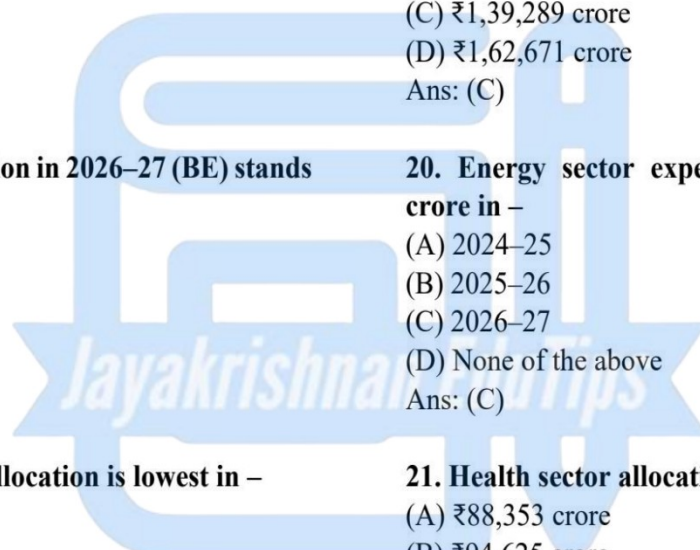 on in 2026–27 (BE) stands
llocation is lowest in –
(C) ₹1,39,289 crore
(D) ₹1,62,671 crore
Ans: (C)
20. Energy sector expe
crore in –
(A) 2024–25
(B) 2025–26
(C) 2026–27
(D) None of the above
Ans: (C)
21. Health sector allocat
(A) ₹88,353 crore
Jayakrishnan EduTips